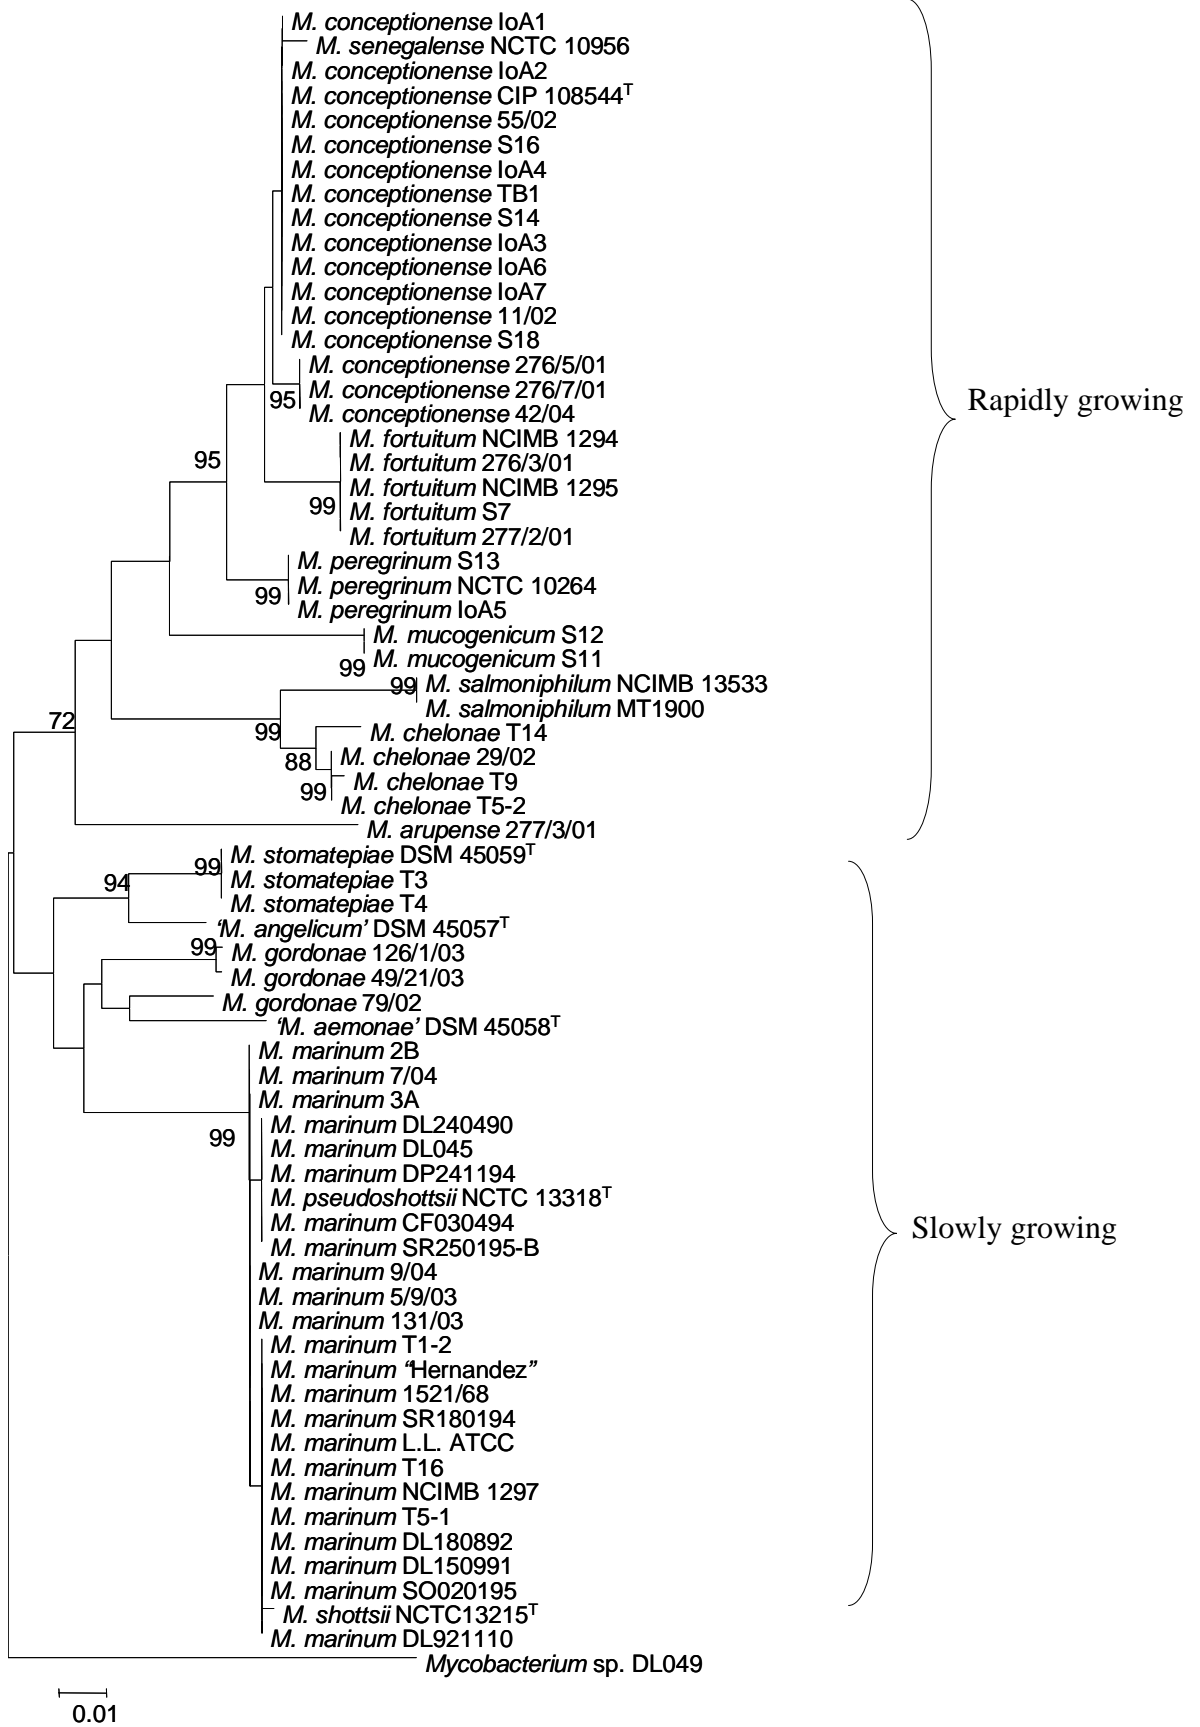 M. conceptionense IoA1
M. senegalense NCTC 10956
M. conceptionense IoA2
M. conceptionense CIP 108544ᵀ
M. conceptionense 55/02
M. conceptionense S16
M. conceptionense IoA4
M. conceptionense TB1
M. conceptionense S14
M. conceptionense IoA3
M. conceptionense IoA6
M. conceptionense IoA7
M. conceptionense 11/02
M. conceptionense S18
M. conceptionense 276/5/01
M. conceptionense 276/7/01
95
M. conceptionense 42/04
Rapidly growing
M. fortuitum NCIMB 1294
95
M. fortuitum 276/3/01
M. fortuitum NCIMB 1295
99
M. fortuitum S7
M. fortuitum 277/2/01
M. peregrinum S13
M. peregrinum NCTC 10264
99
M. peregrinum IoA5
M. mucogenicum S12
99
M. mucogenicum S11
99
M. salmoniphilum NCIMB 13533
M. salmoniphilum MT1900
72
99
M. chelonae T14
M. chelonae 29/02
88
M. chelonae T9
99
M. chelonae T5-2
M. arupense 277/3/01
M. stomatepiae DSM 45059ᵀ
99
94
M. stomatepiae T3
M. stomatepiae T4
‘M. angelicum’ DSM 45057ᵀ
99
M. gordonae 126/1/03
M. gordonae 49/21/03
M. gordonae 79/02
‘M. aemonae’ DSM 45058ᵀ
M. marinum 2B
M. marinum 7/04
M. marinum 3A
M. marinum DL240490
99
M. marinum DL045
M. marinum DP241194
M. pseudoshottsii NCTC 13318ᵀ
M. marinum CF030494
Slowly growing
M. marinum SR250195-B
M. marinum 9/04
M. marinum 5/9/03
M. marinum 131/03
M. marinum T1-2
M. marinum “Hernandez”
M. marinum 1521/68
M. marinum SR180194
M. marinum L.L. ATCC
M. marinum T16
M. marinum NCIMB 1297
M. marinum T5-1
M. marinum DL180892
M. marinum DL150991
M. marinum SO020195
M. shottsii NCTC13215ᵀ
M. marinum DL921110
Mycobacterium sp. DL049
0.01